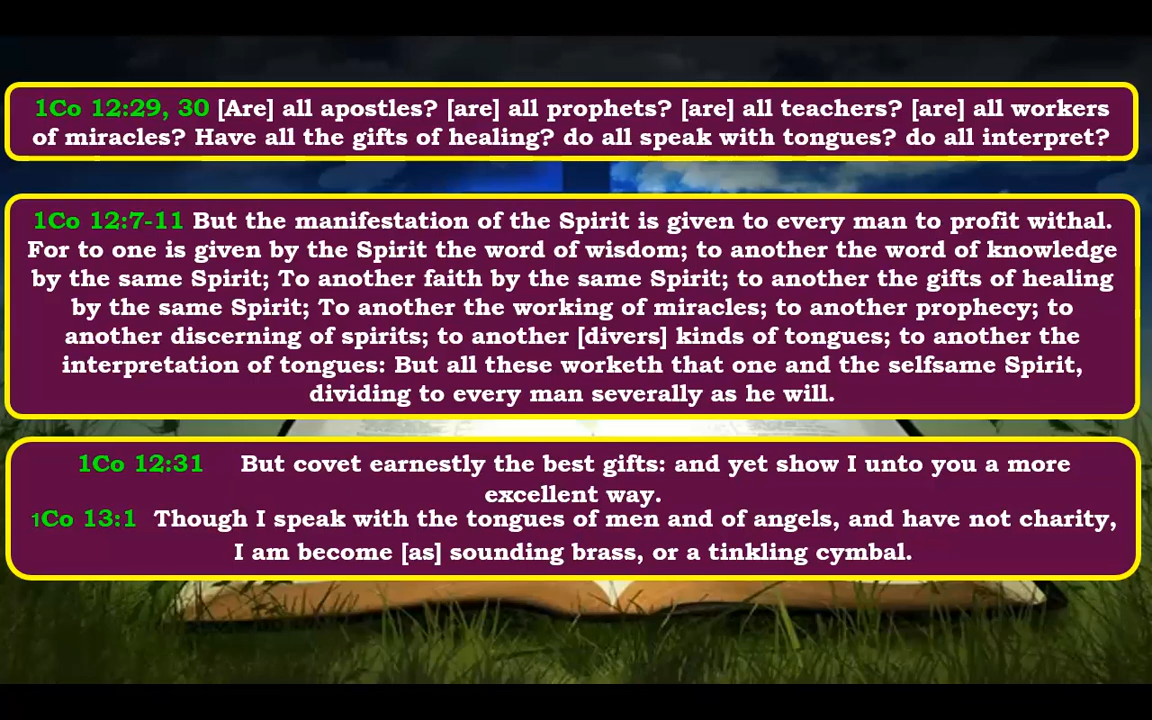 1Co 12:29, 30 [Are] all apostles? [are] all prophets? [are] all teachers? [are] all workers
of miracles? Have all the gifts of healing? do all speak with tongues? do all interpret?
1Co 12:7-11 But the manifestation of the Spirit is given to every man to profit withal.
For to one is given by the Spirit the word of wisdom; to another the word of knowledge
by the same Spirit; To another faith by the same Spirit; to another the gifts of healing
by the same Spirit; To another the working of miracles; to another prophecy; to
another discerning of spirits; to another [divers] kinds of tongues; to another the
interpretation of tongues: But all these worketh that one and the selfsame Spirit,
dividing to every man severally as he will.
1Co 12:31 But covet earnestly the best gifts: and yet show I unto you a more
excellent way.
1Co 13:1 Though I speak with the tongues of men and of angels, and have not charity,
I am become [as] sounding brass, or a tinkling cymbal.